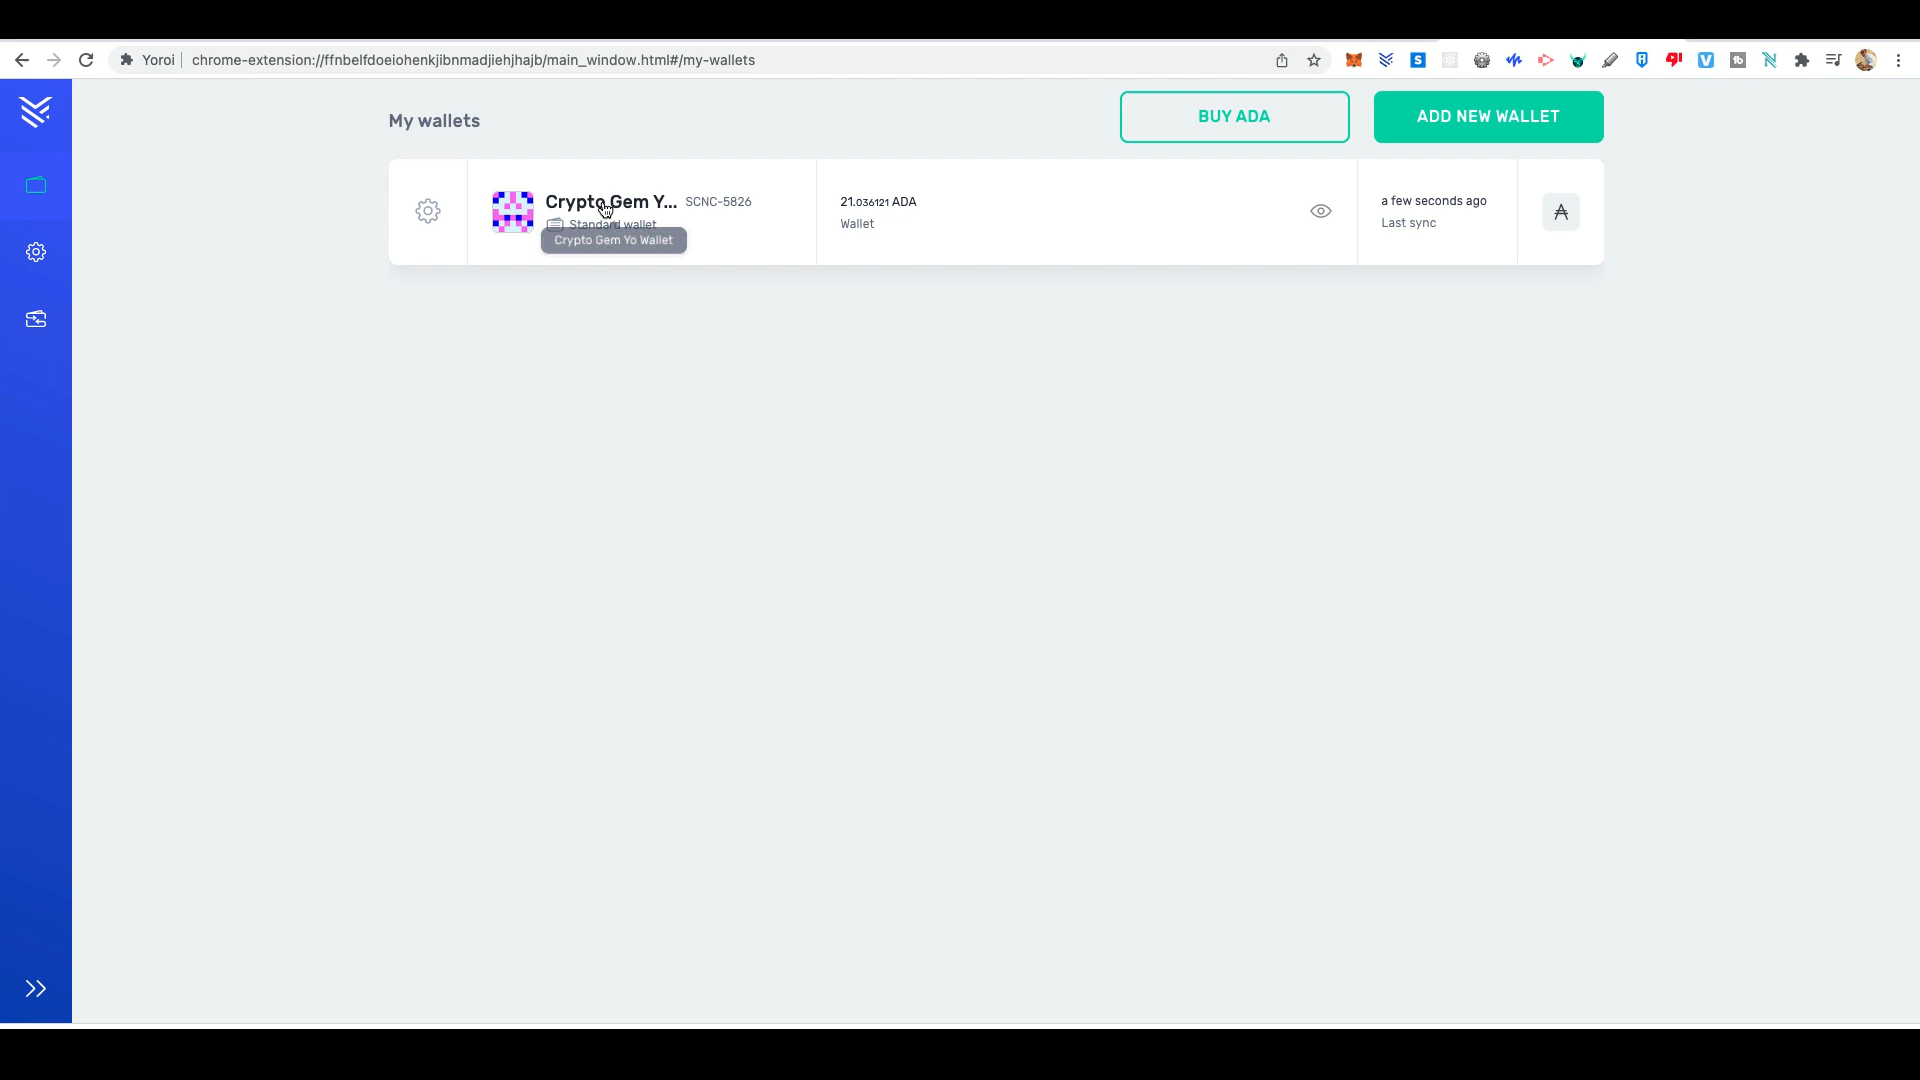 Yoroi
chrome-extension://ffnbelfdoeiohenkjibnmadjiehjhajb/main_window.html#/my-wallets
My wallets
BUY ADA
ADD NEW WALLET
Crypto Gem Y... SCNC-5826
Standard wallet
Crypto Gem Yo Wallet
21.036121 ADA
Wallet
a few seconds ago
Last sync